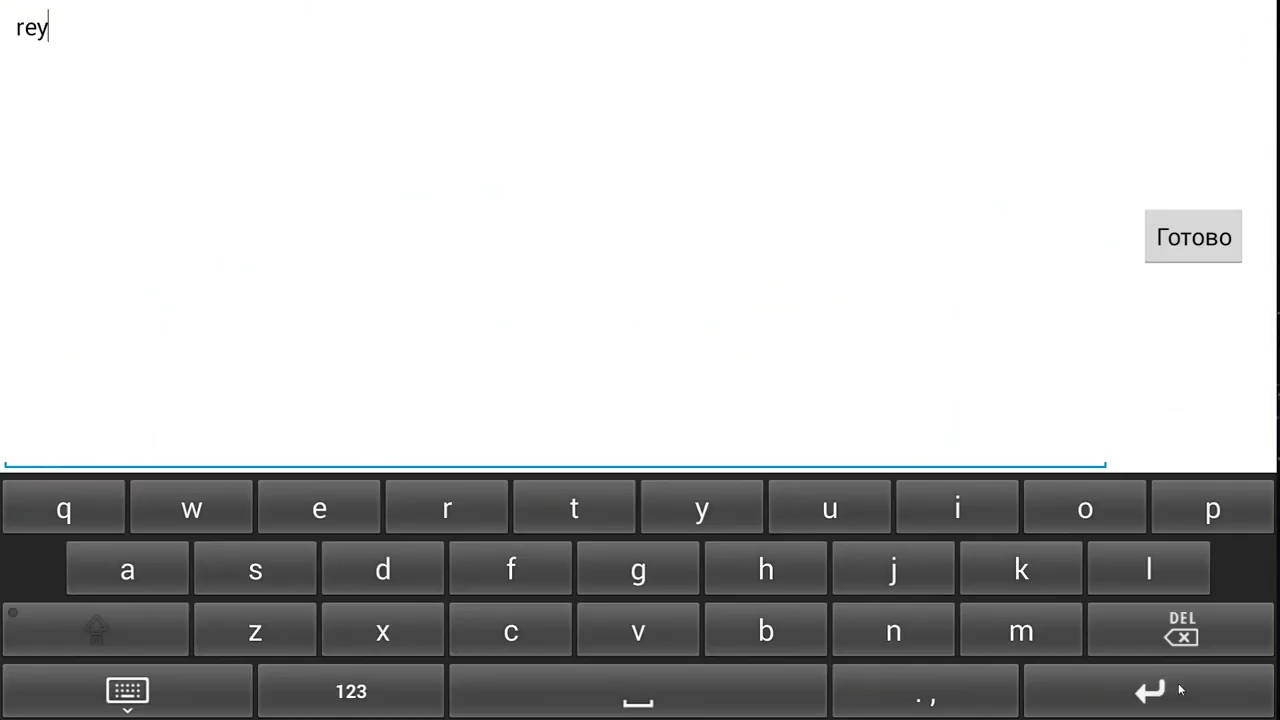 rey
Готово
q w e r t y u i o p
a s d f g h j k l
z x c v b n m DEL
123 . ,